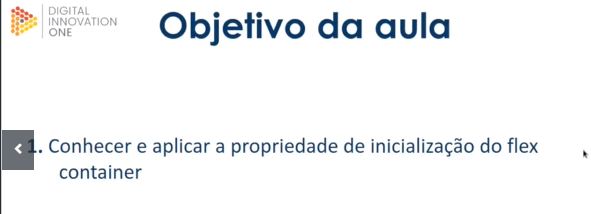 DIGITAL
INNOVATION
ONE
Objetivo da aula
1. Conhecer e aplicar a propriedade de inicialização do flex
container